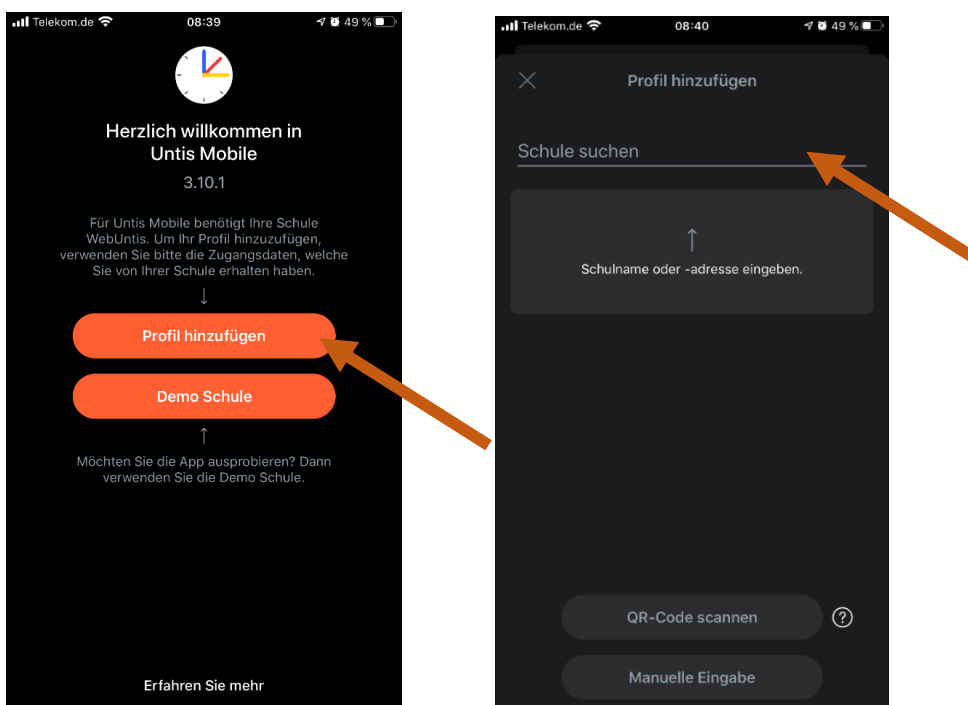 Telekom.de 08:39 49 %
Herzlich willkommen in
Untis Mobile
3.10.1
Für Untis Mobile benötigt Ihre Schule
WebUntis. Um Ihr Profil hinzuzufügen,
verwenden Sie bitte die Zugangsdaten, welche
Sie von Ihrer Schule erhalten haben.
↓
Profil hinzufügen
Demo Schule
↑
Möchten Sie die App ausprobieren? Dann
verwenden Sie die Demo Schule.
Erfahren Sie mehr
Telekom.de 08:40 49 %
Profil hinzufügen
Schule suchen
↑
Schulname oder -adresse eingeben.
QR-Code scannen ?
Manuelle Eingabe